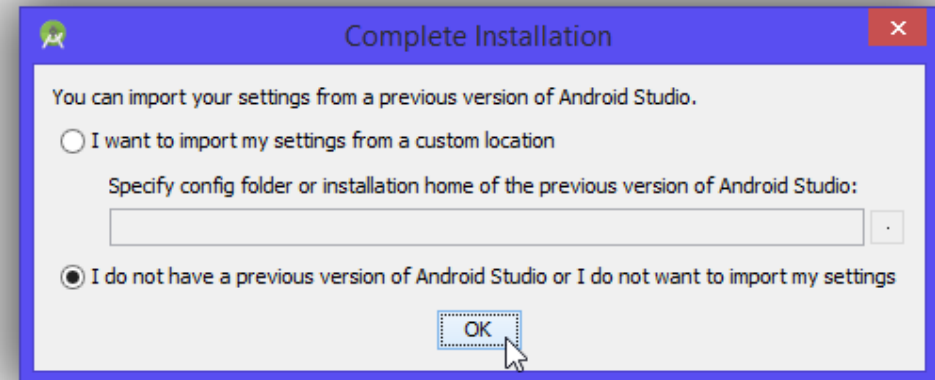 Complete Installation
You can import your settings from a previous version of Android Studio.
I want to import my settings from a custom location
Specify config folder or installation home of the previous version of Android Studio:
.
I do not have a previous version of Android Studio or I do not want to import my settings
OK